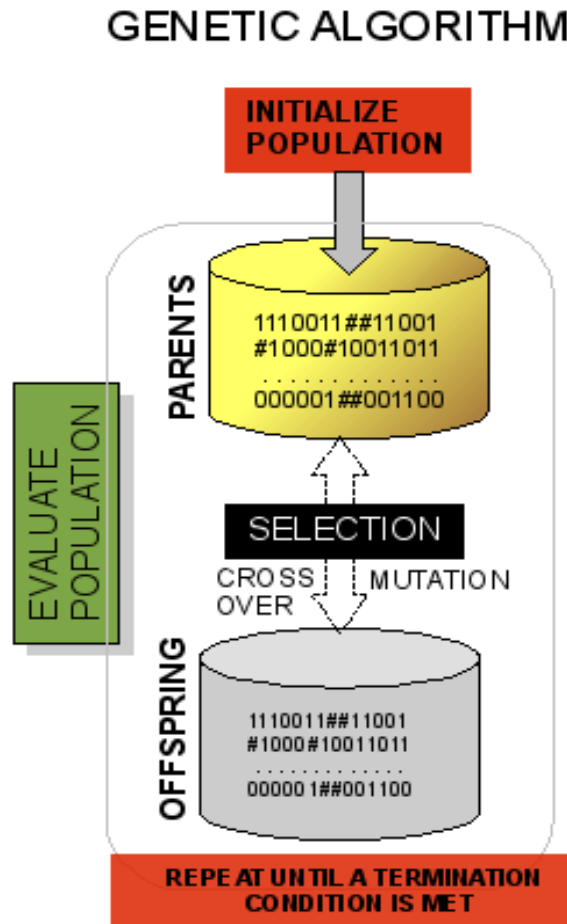 GENETIC ALGORITHM
INITIALIZE
POPULATION
PARENTS
1110011##11001
#1000#10011011
. . . . . . . . . . . . .
000001##001100
EVALUATE
POPULATION
SELECTION
CROSS
OVER
MUTATION
OFFSPRING
1110011##11001
#1000#10011011
. . . . . . . . . . . . .
000001##001100
REPEAT UNTIL A TERMINATION
CONDITION IS MET